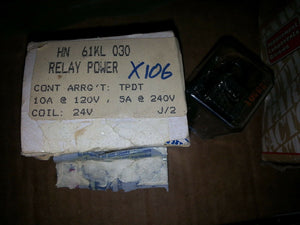 HN 61KL 030
RELAY POWER
X106
CONT ARRG'T: TPDT
10A @ 120V, 5A @ 240V
COIL: 24V J/2